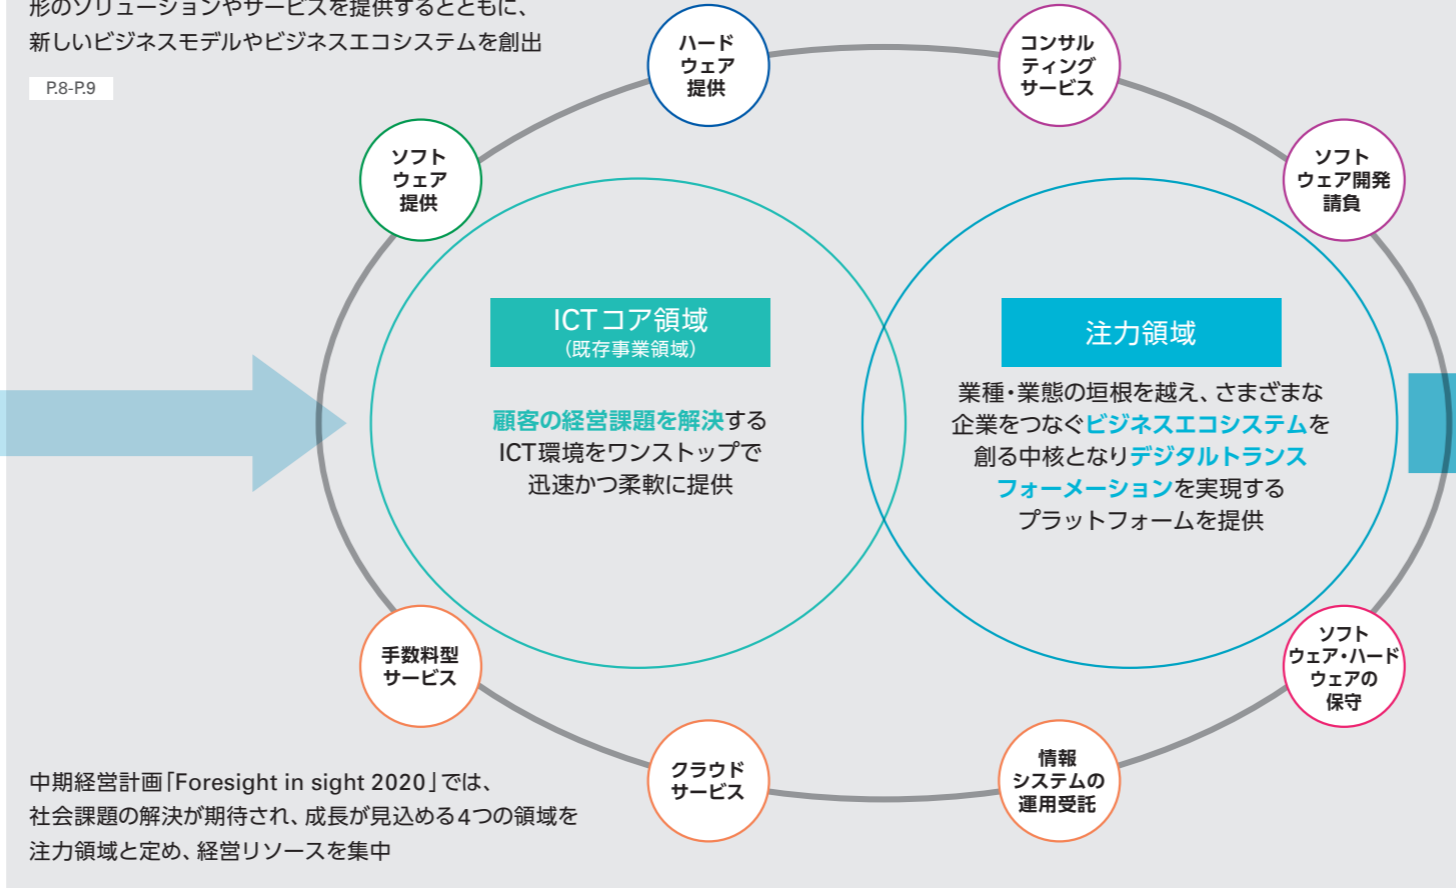 形のソリューションやサービスを提供するとともに、
新しいビジネスモデルやビジネスエコシステムを創出
P.8-P.9
ハード
ウェア
提供
コンサル
ティング
サービス
ソフト
ウェア
提供
ソフト
ウェア開発
請負
ICTコア領域
（既存事業領域）
顧客の経営課題を解決する
ICT環境をワンストップで
迅速かつ柔軟に提供
注力領域
業種・業態の垣根を越え、さまざまな
企業をつなぐビジネスエコシステムを
創る中核となりデジタルトランス
フォーメーションを実現する
プラットフォームを提供
手数料型
サービス
クラウド
サービス
情報
システムの
運用受託
ソフト
ウェア・ハード
ウェアの
保守
中期経営計画「Foresight in sight 2020」では、
社会課題の解決が期待され、成長が見込める4つの領域を
注力領域と定め、経営リソースを集中